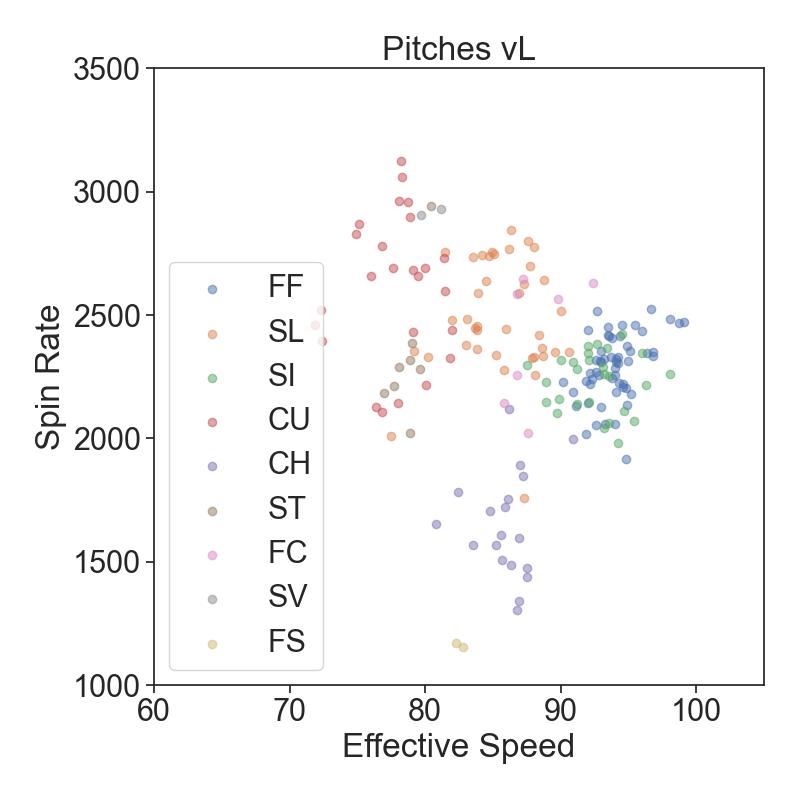 Pitches vL
3500
3000
2500
2000
1500
1000
Spin Rate
FF
SL
SI
CU
CH
ST
FC
SV
FS
60 70 80 90 100
Effective Speed